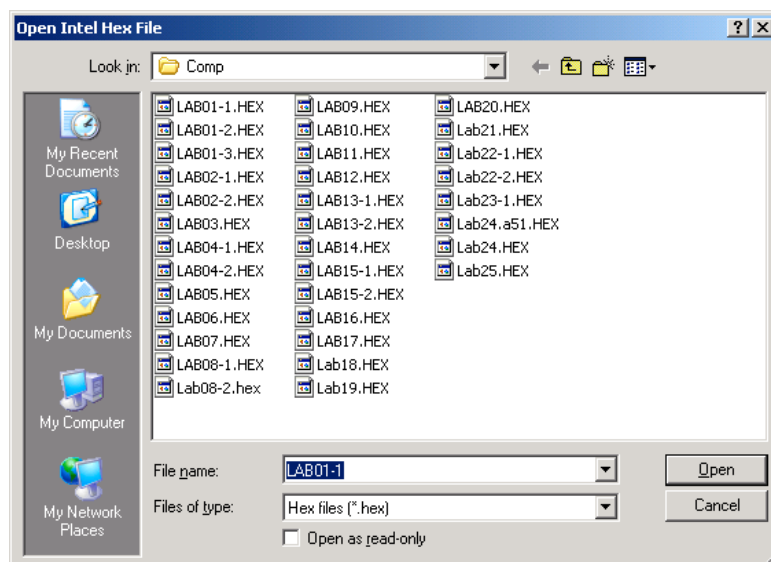 Open Intel Hex File
Look in: Comp
My Recent
Documents
Desktop
My Documents
My Computer
My Network
Places
LAB01-1.HEX
LAB01-2.HEX
LAB01-3.HEX
LAB02-1.HEX
LAB02-2.HEX
LAB03.HEX
LAB04-1.HEX
LAB04-2.HEX
LAB05.HEX
LAB06.HEX
LAB07.HEX
LAB08-1.HEX
Lab08-2.hex
LAB09.HEX
LAB10.HEX
LAB11.HEX
LAB12.HEX
LAB13-1.HEX
LAB13-2.HEX
LAB14.HEX
LAB15-1.HEX
LAB15-2.HEX
LAB16.HEX
LAB17.HEX
Lab18.HEX
Lab19.HEX
LAB20.HEX
Lab21.HEX
Lab22-1.HEX
Lab22-2.HEX
Lab23-1.HEX
Lab24.a51.HEX
Lab24.HEX
Lab25.HEX
File name: LAB01-1 Open
Files of type: Hex files (*.hex) Cancel
Open as read-only